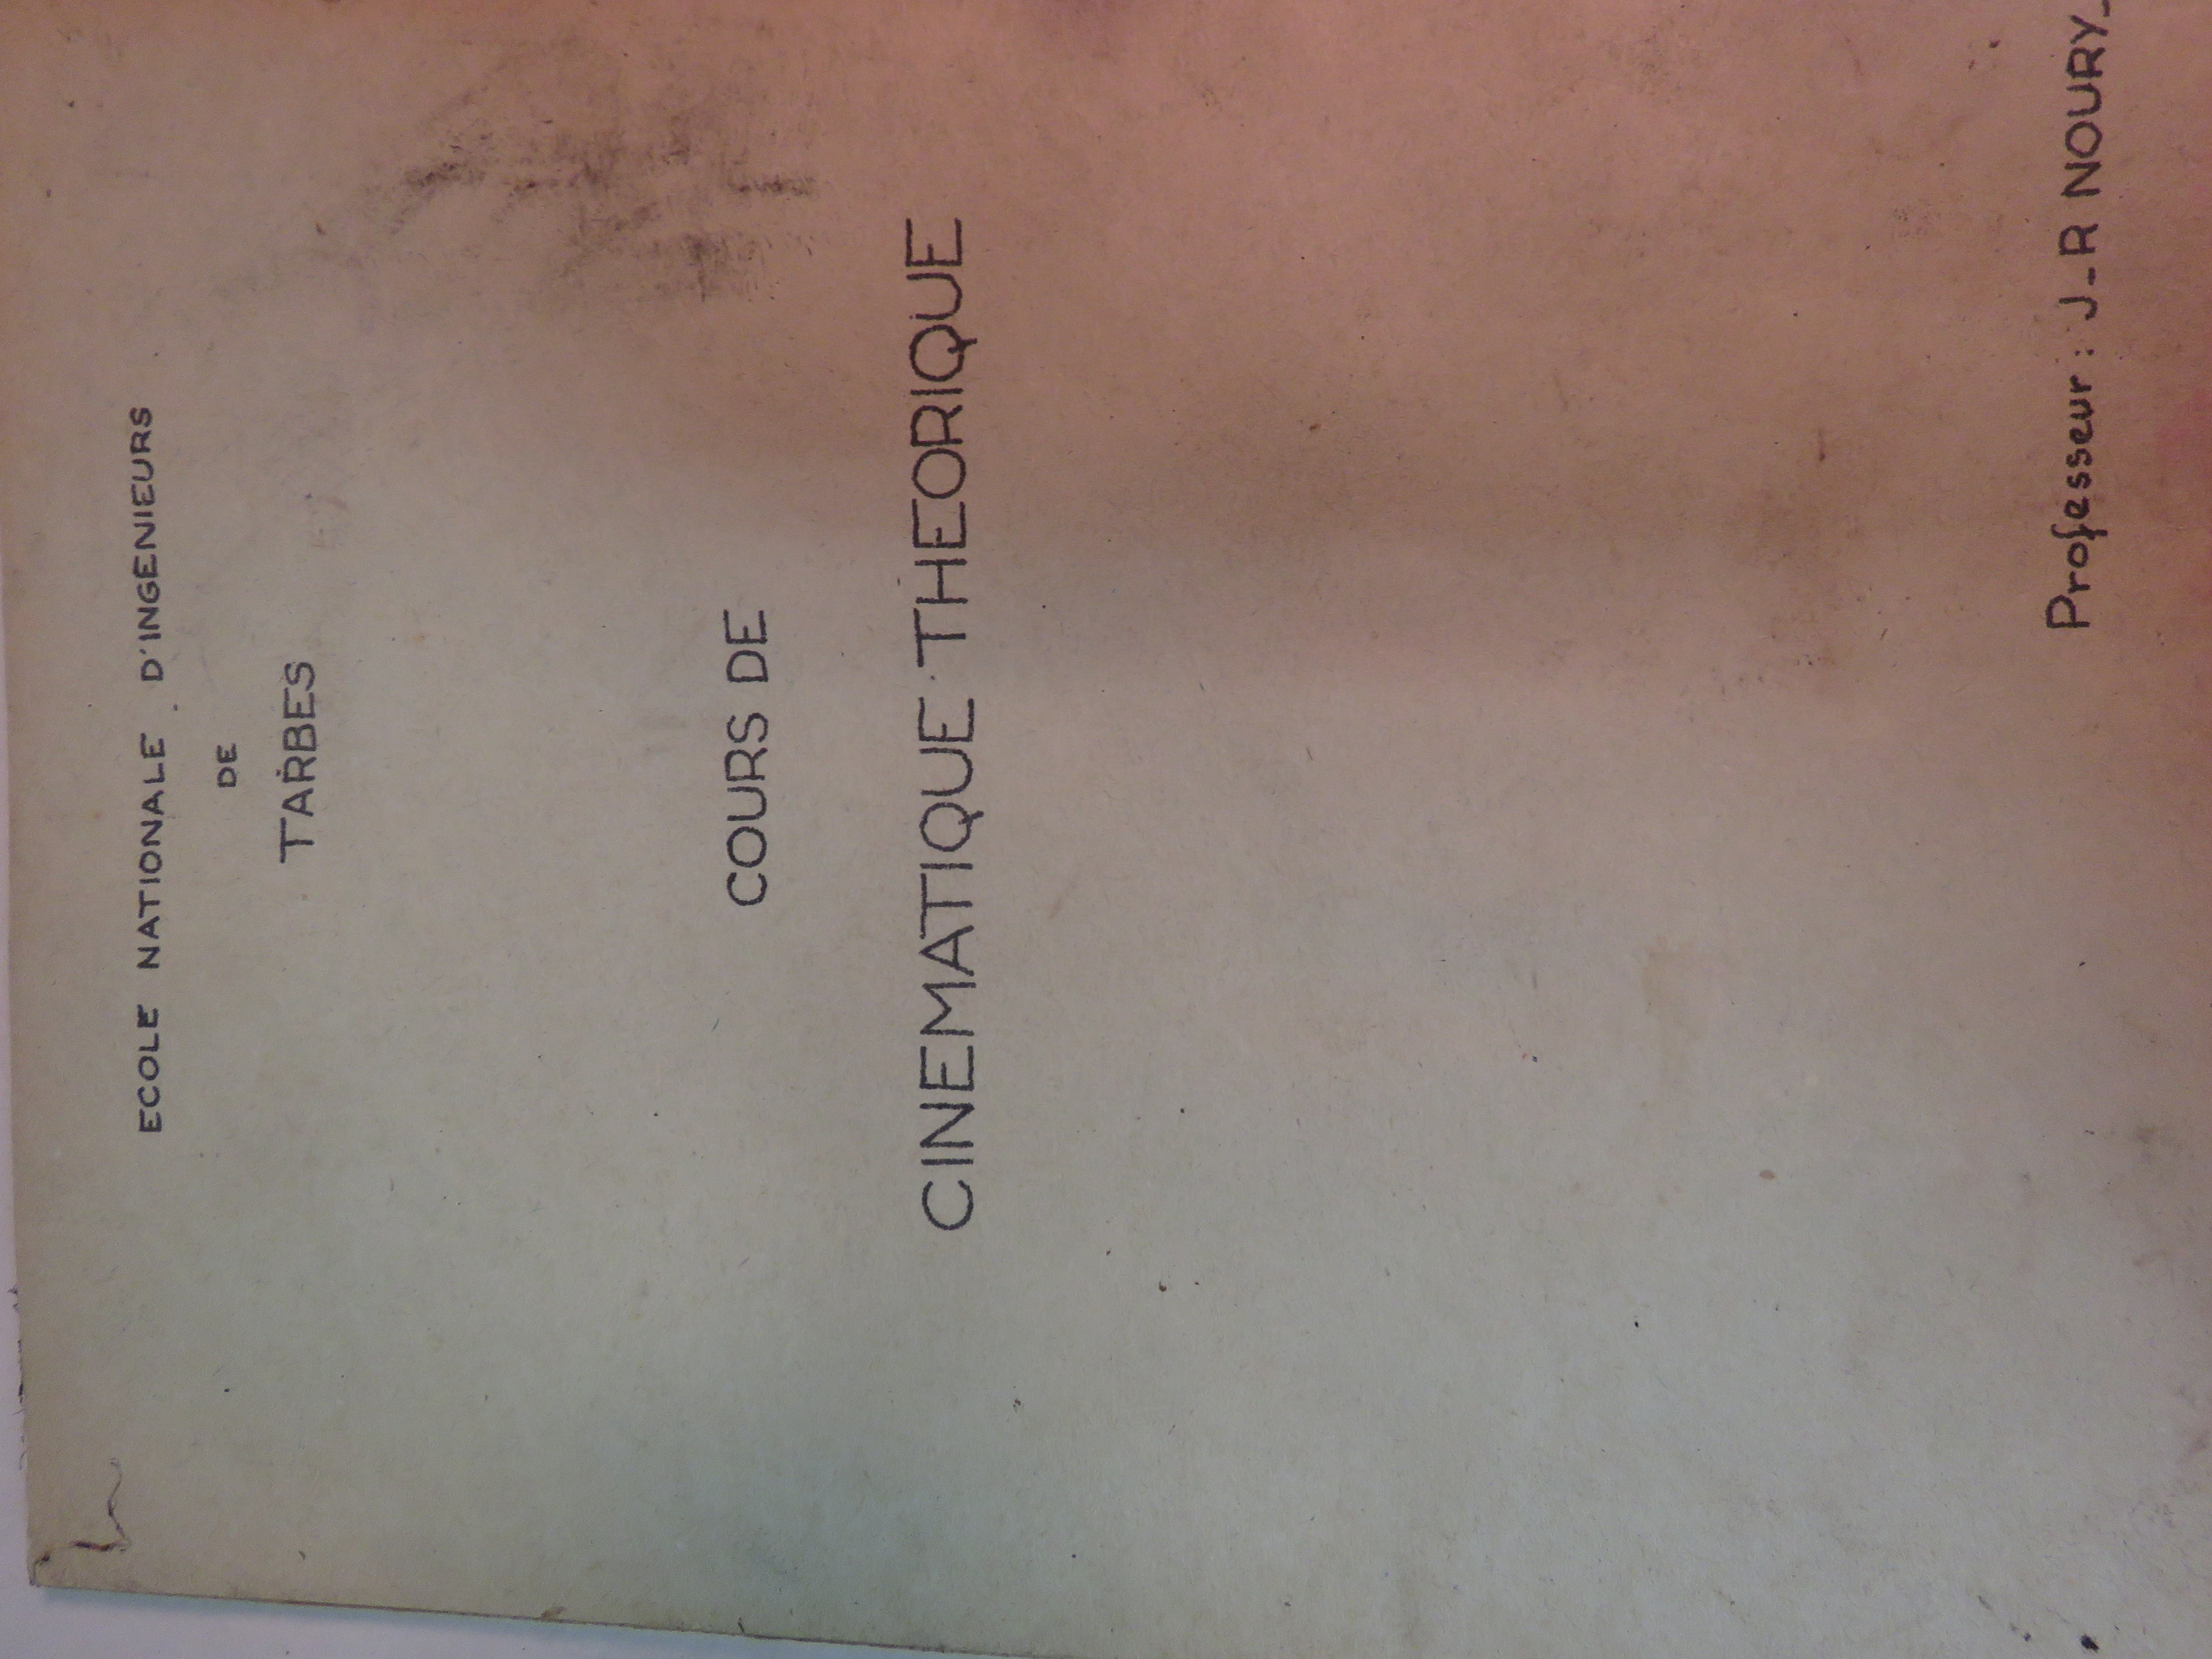 ECOLE NATIONALE D'INGENIEURS
DE
TARBES
COURS DE
CINEMATIQUE THEORIQUE
Professeur : J_R NOURY_